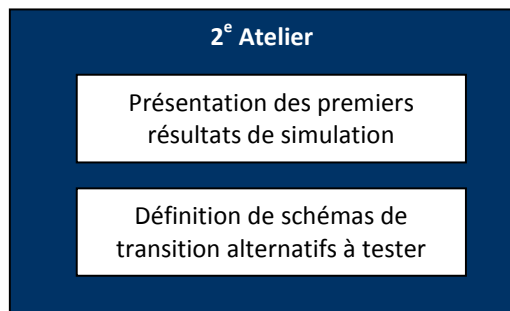 2e Atelier
Présentation des premiers
résultats de simulation
Définition de schémas de
transition alternatifs à tester